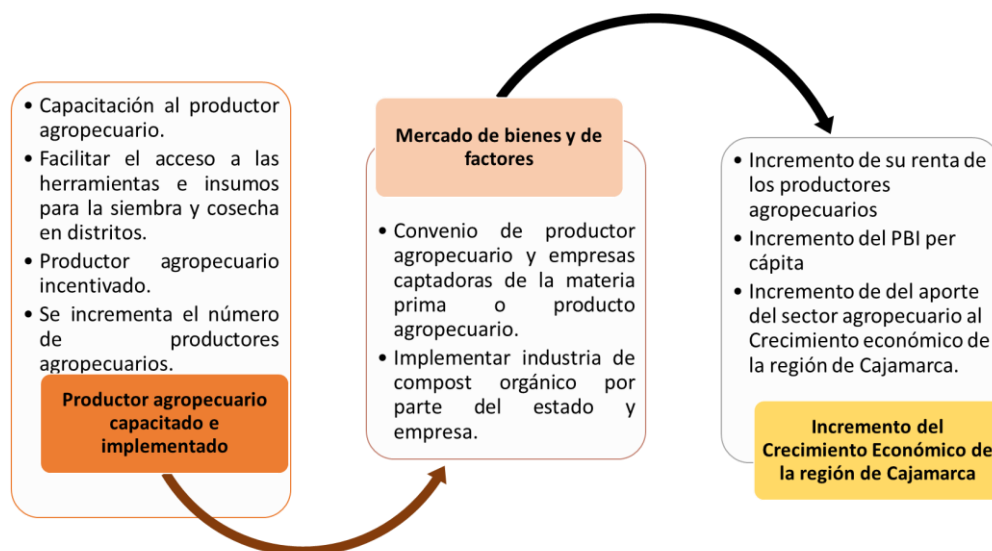 • Capacitación al productor
agropecuario.
• Facilitar el acceso a las
herramientas e insumos
para la siembra y cosecha
en distritos.
• Productor agropecuario
incentivado.
• Se incrementa el número
de productores
agropecuarios.
Productor agropecuario
capacitado e
implementado
Mercado de bienes y de
factores
• Convenio de productor
agropecuario y empresas
captadoras de la materia
prima o producto
agropecuario.
• Implementar industria de
compost orgánico por
parte del estado y
empresa.
• Incremento de su renta de
los productores
agropecuarios
• Incremento del PBI per
cápita
• Incremento de del aporte
del sector agropecuario al
Crecimiento económico de
la región de Cajamarca.
Incremento del
Crecimiento Económico de
la región de Cajamarca